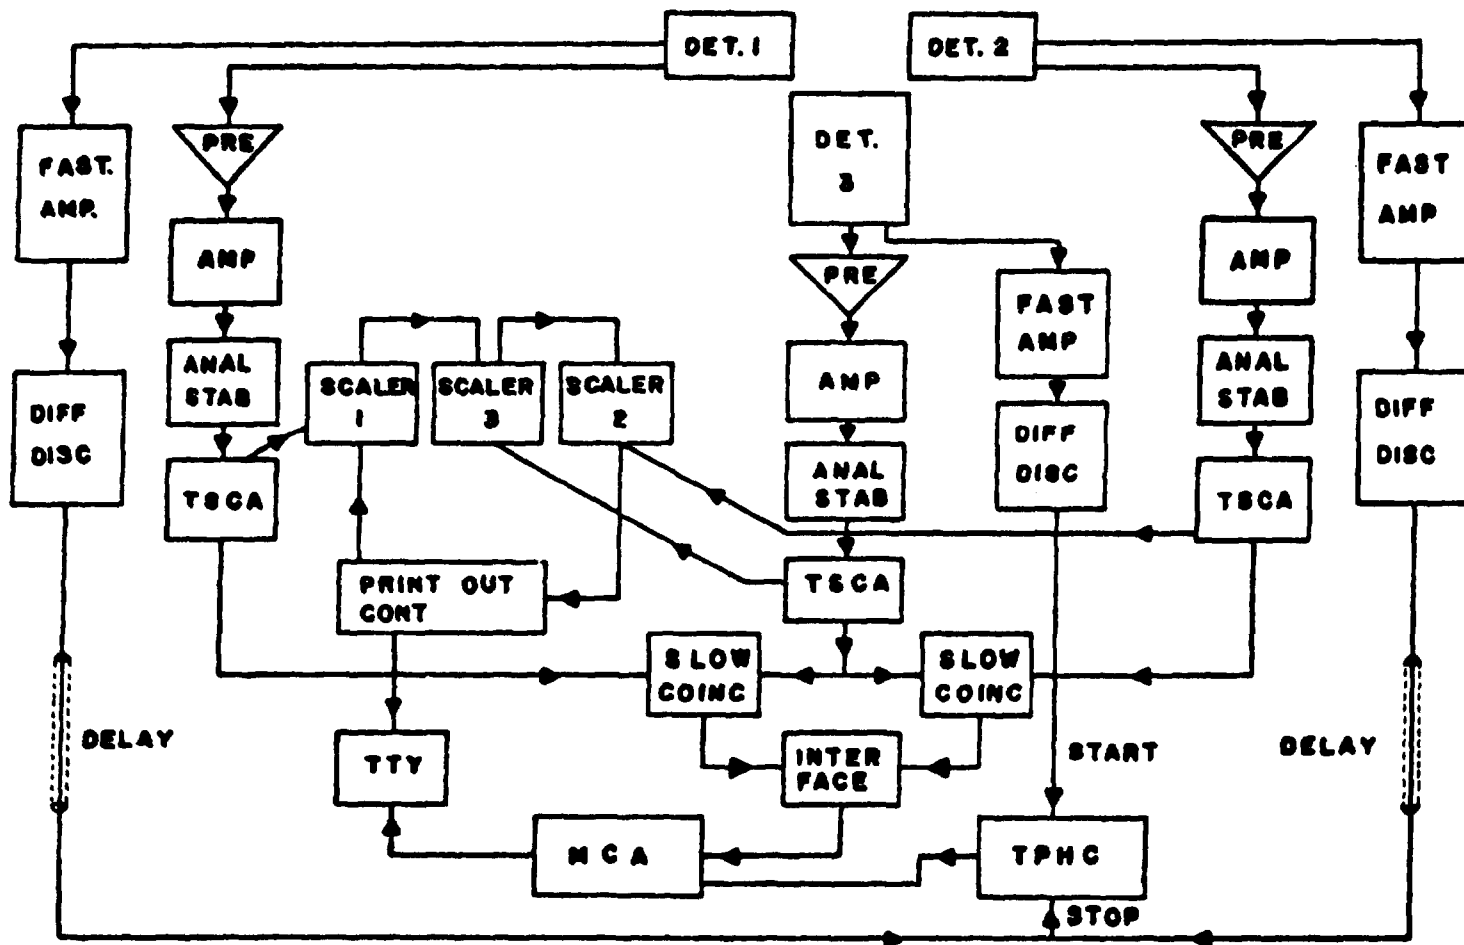 DET. 1
DET. 2
FAST.
AMP.
PRE
DET.
3
PRE
FAST
AMP
AMP
PRE
AMP
FAST
AMP
ANAL
STAB
SCALER
1
SCALER
3
SCALER
2
AMP
ANAL
STAB
DIFF
DISC
DIFF
DISC
DIFF
DISC
TSCA
ANAL
STAB
TSCA
PRINT OUT
CONT
TSCA
SLOW
COINC
SLOW
COINC
DELAY
TTY
INTER
FACE
START
DELAY
MCA
TPHC
STOP